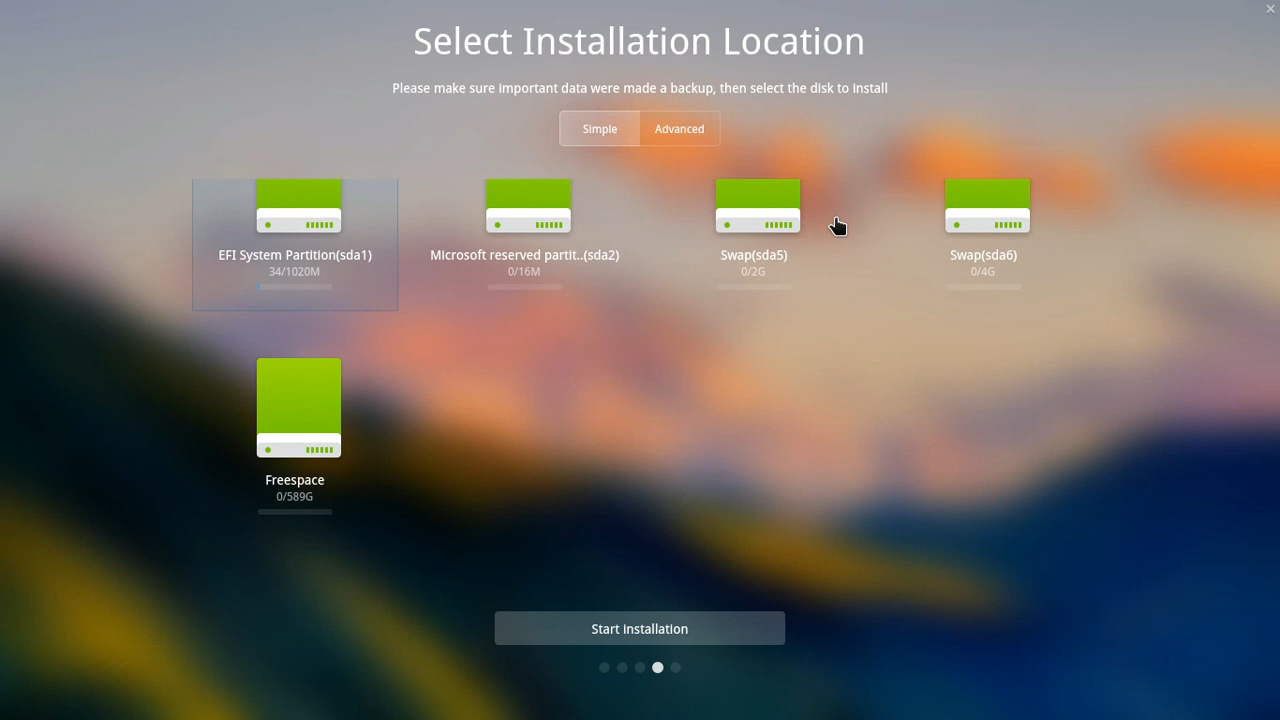 Select Installation Location
Please make sure important data were made a backup, then select the disk to install
Simple Advanced
EFI System Partition(sda1) Microsoft reserved partit..(sda2) Swap(sda5) Swap(sda6)
34/1020M 0/16M 0/2G 0/4G
Freespace
0/589G
Start installation